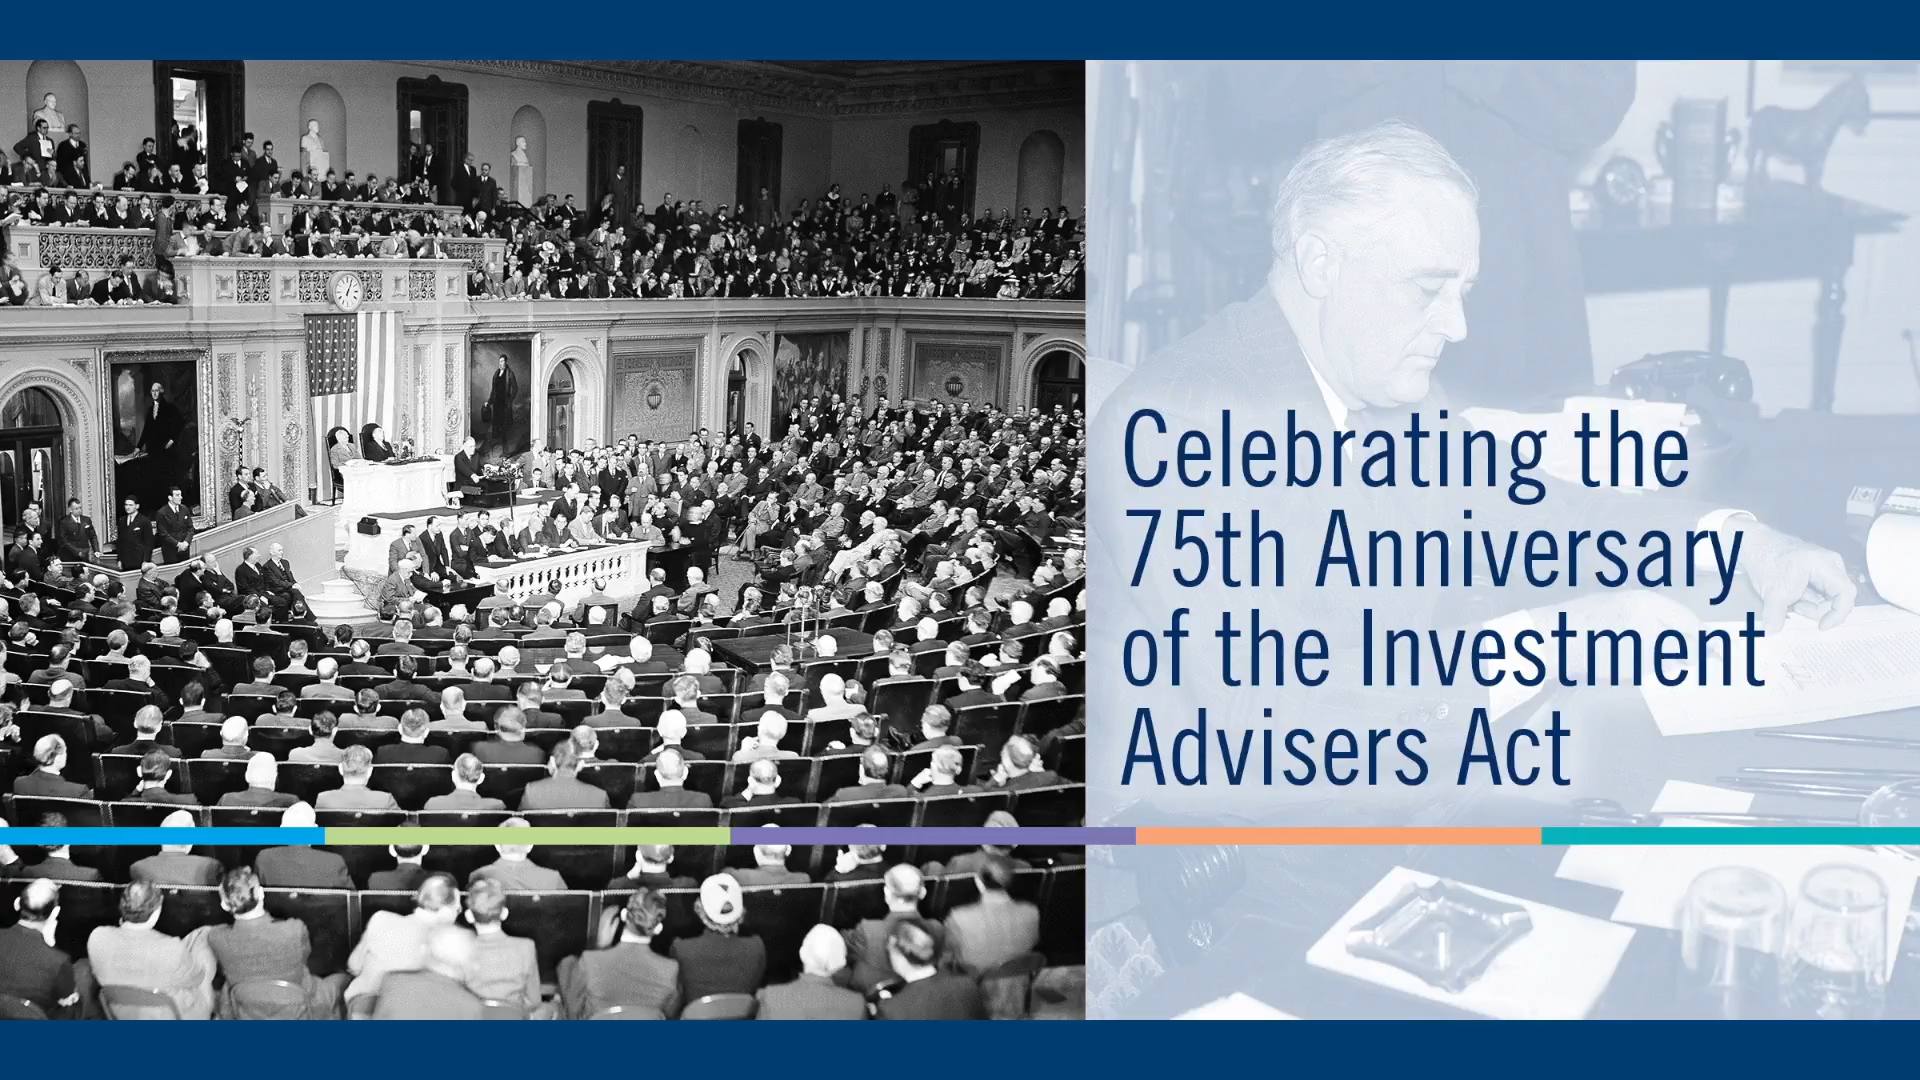 Celebrating the
75th Anniversary
of the Investment
Advisers Act